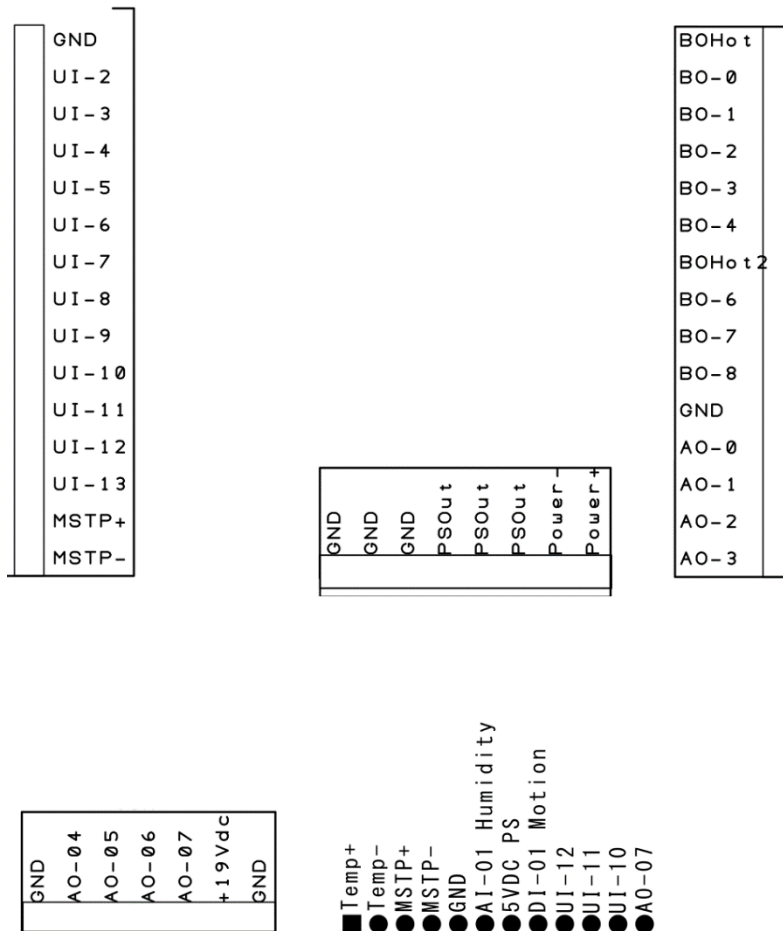 GND
UI-2
UI-3
UI-4
UI-5
UI-6
UI-7
UI-8
UI-9
UI-10
UI-11
UI-12
UI-13
MSTP+
MSTP-
GND
GND
GND
PSOut
PSOut
PSOut
Power-
Power+
BOHot
BO-0
BO-1
BO-2
BO-3
BO-4
BOHot2
BO-6
BO-7
BO-8
GND
AO-0
AO-1
AO-2
AO-3
GND
AO-04
AO-05
AO-06
AO-07
+19Vdc
GND
Temp+
Temp-
MSTP+
MSTP-
GND
AI-01 Humidity
5VDC PS
DI-01 Motion
UI-12
UI-11
UI-10
AO-07